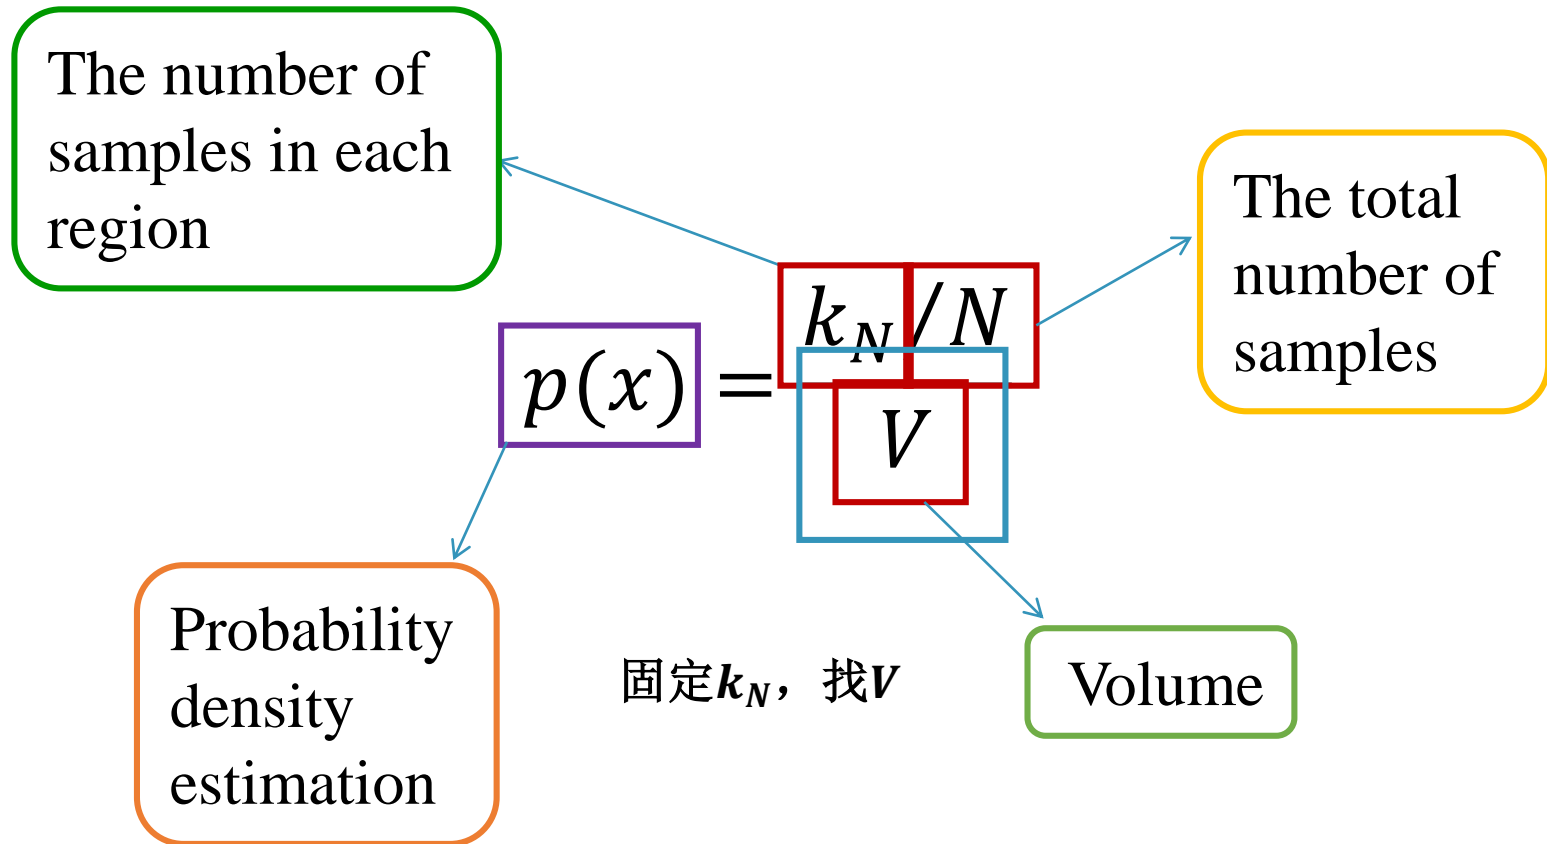 The number of
samples in each
region
The total
number of
samples
p(x) = k_N/N
V
Probability
density
estimation
固定k_N，找V
Volume